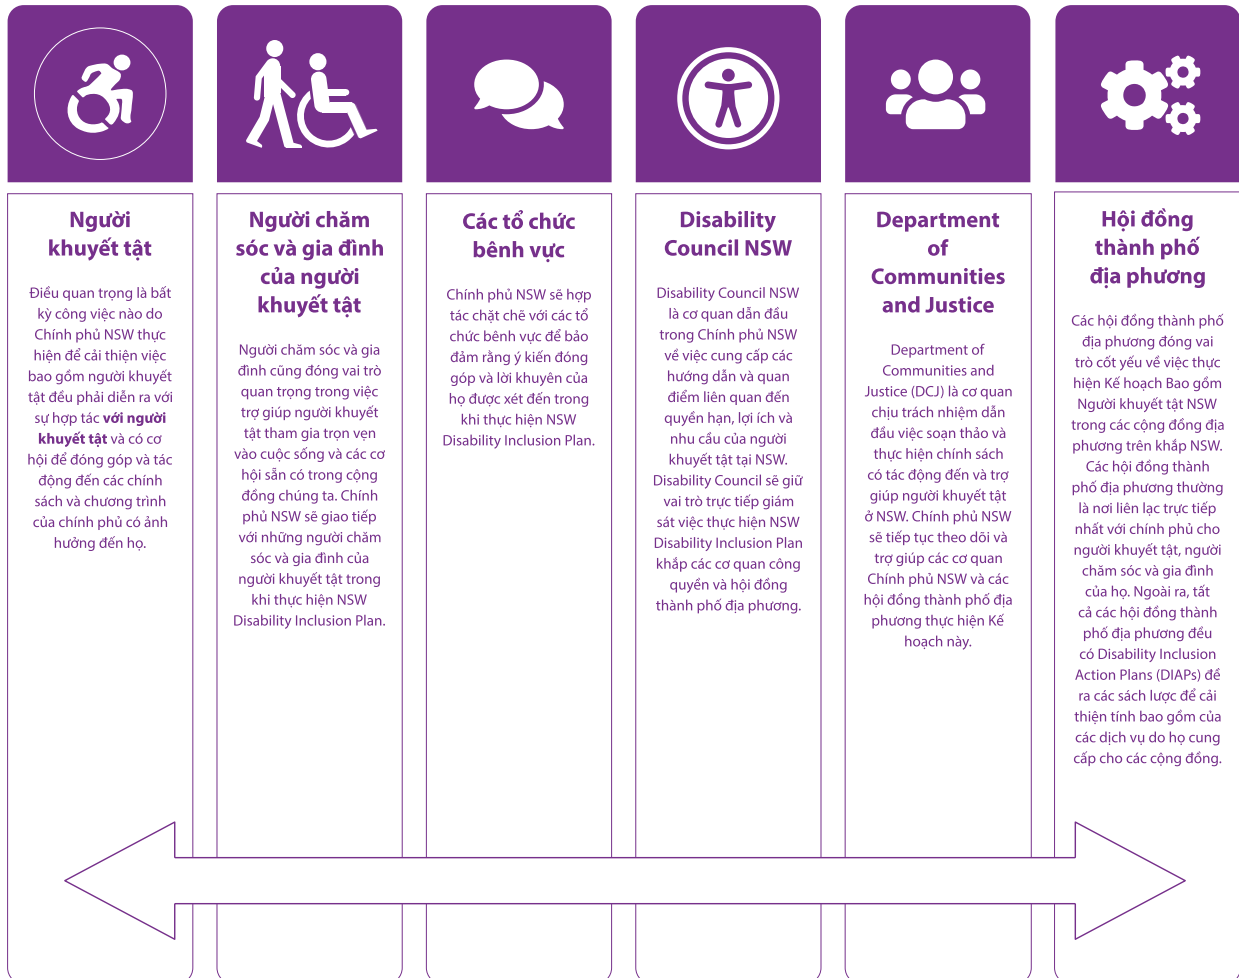 Người
khuyết tật
Điều quan trọng là bất
kỳ công việc nào do
Chính phủ NSW thực
hiện để cải thiện việc
bao gồm người khuyết
tật đều phải diễn ra với
sự hợp tác với người
khuyết tật và có cơ
hội để đóng góp và tác
động đến các chính
sách và chương trình
của chính phủ có ảnh
hưởng đến họ.
Người chăm
sóc và gia đình
của người
khuyết tật
Người chăm sóc và gia
đình cũng đóng vai trò
quan trọng trong việc
trợ giúp người khuyết
tật tham gia trọn vẹn
vào cuộc sống và các cơ
hội sẵn có trong cộng
đồng chúng ta. Chính
phủ NSW sẽ giao tiếp
với những người chăm
sóc và gia đình của
người khuyết tật trong
khi thực hiện NSW
Disability Inclusion Plan.
Các tổ chức
bênh vực
Chính phủ NSW sẽ hợp
tác chặt chẽ với các tổ
chức bênh vực để bảo
đảm rằng ý kiến đóng
góp và lời khuyên của
họ được xét đến trong
khi thực hiện NSW
Disability Inclusion Plan.
Disability
Council NSW
Disability Council NSW
là cơ quan dẫn đầu
trong Chính phủ NSW
về việc cung cấp các
hướng dẫn và quan
điểm liên quan đến
quyền hạn, lợi ích và
nhu cầu của người
khuyết tật tại NSW.
Disability Council sẽ giữ
vai trò trực tiếp giám
sát việc thực hiện NSW
Disability Inclusion Plan
khắp các cơ quan công
quyền và hội đồng
thành phố địa phương.
Department
of
Communities
and Justice
Department of
Communities and
Justice (DCJ) là cơ quan
chịu trách nhiệm dẫn
đầu việc soạn thảo và
thực hiện chính sách
có tác động đến và trợ
giúp người khuyết tật
ở NSW. Chính phủ NSW
sẽ tiếp tục theo dõi và
trợ giúp các cơ quan
Chính phủ NSW và các
hội đồng thành phố địa
phương thực hiện Kế
hoạch này.
Hội đồng
thành phố
địa phương
Các hội đồng thành phố
địa phương đóng vai
trò cốt yếu về việc thực
hiện Kế hoạch Bao gồm
Người khuyết tật NSW
trong các cộng đồng địa
phương trên khắp NSW.
Các hội đồng thành
phố địa phương thường
là nơi liên lạc trực tiếp
nhất với chính phủ cho
người khuyết tật, người
chăm sóc và gia đình
của họ. Ngoài ra, tất
cả các hội đồng thành
phố địa phương đều
có Disability Inclusion
Action Plans (DIAPs) đề
ra các sách lược để cải
thiện tính bao gồm của
các dịch vụ do họ cung
cấp cho các cộng đồng.